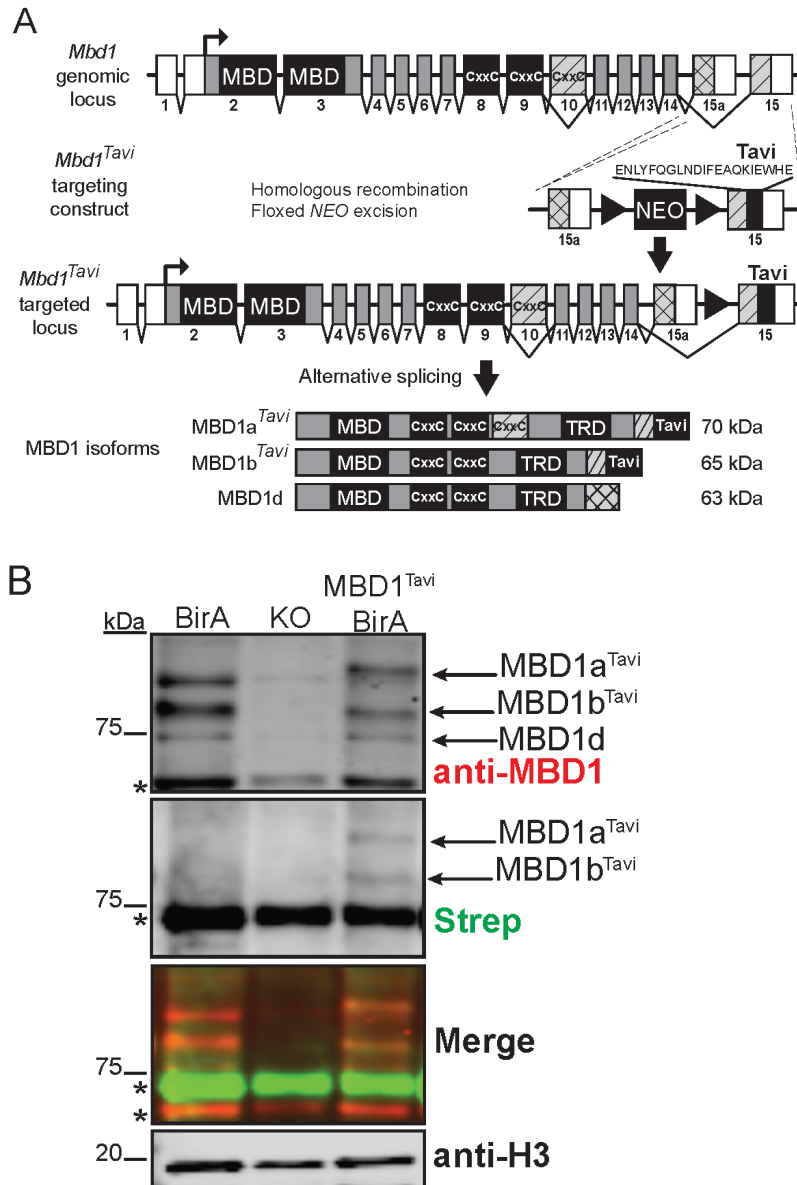 A
Mbd1
genomic
locus
MBD MBD CxxC CxxC CxxC
1 2 3 4 5 6 7 8 9 10 11 12 13 14 15a 15
Mbd1Tavi
targeting
construct
Homologous recombination
Floxed NEO excision
Tavi
ENLYFQGLNDIFEAQKIEWHE
NEO
15a 15
Mbd1Tavi
targeted
locus
Tavi
MBD MBD CxxC CxxC CxxC
1 2 3 4 5 6 7 8 9 10 11 12 13 14 15a 15
Alternative splicing
MBD1 isoforms
MBD1aTavi MBD CxxC CxxC CxxC TRD Tavi 70 kDa
MBD1bTavi MBD CxxC CxxC TRD Tavi 65 kDa
MBD1d MBD CxxC CxxC TRD 63 kDa
B
kDa BirA KO MBD1Tavi
BirA
MBD1aTavi
MBD1bTavi
75
MBD1d
* anti-MBD1
MBD1aTavi
MBD1bTavi
75
* Strep
Merge
75
*
*
20 anti-H3